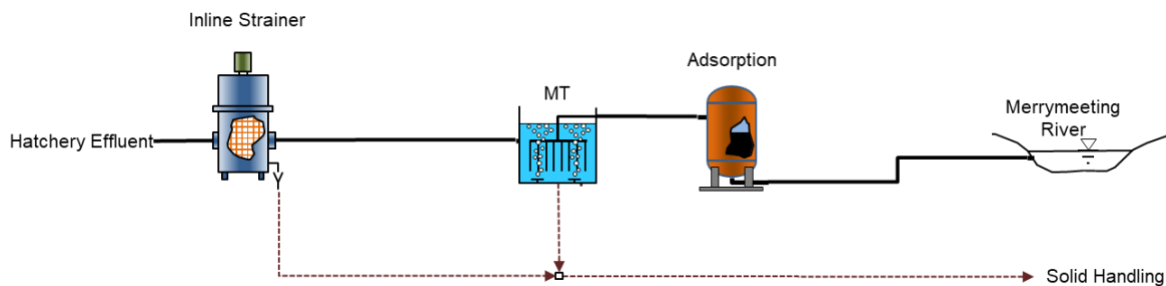 Inline Strainer
Adsorption
MT
Merrymeeting
River
Hatchery Effluent
Solid Handling